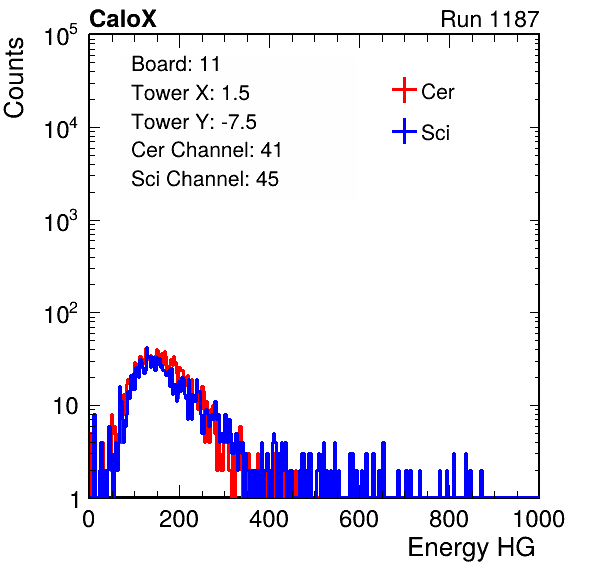 CaloX Run 1187
Counts
Board: 11
Tower X: 1.5
Tower Y: -7.5
Cer Channel: 41
Sci Channel: 45
Cer
Sci
10^5
10^4
10^3
10^2
10
1
0 200 400 600 800 1000
Energy HG